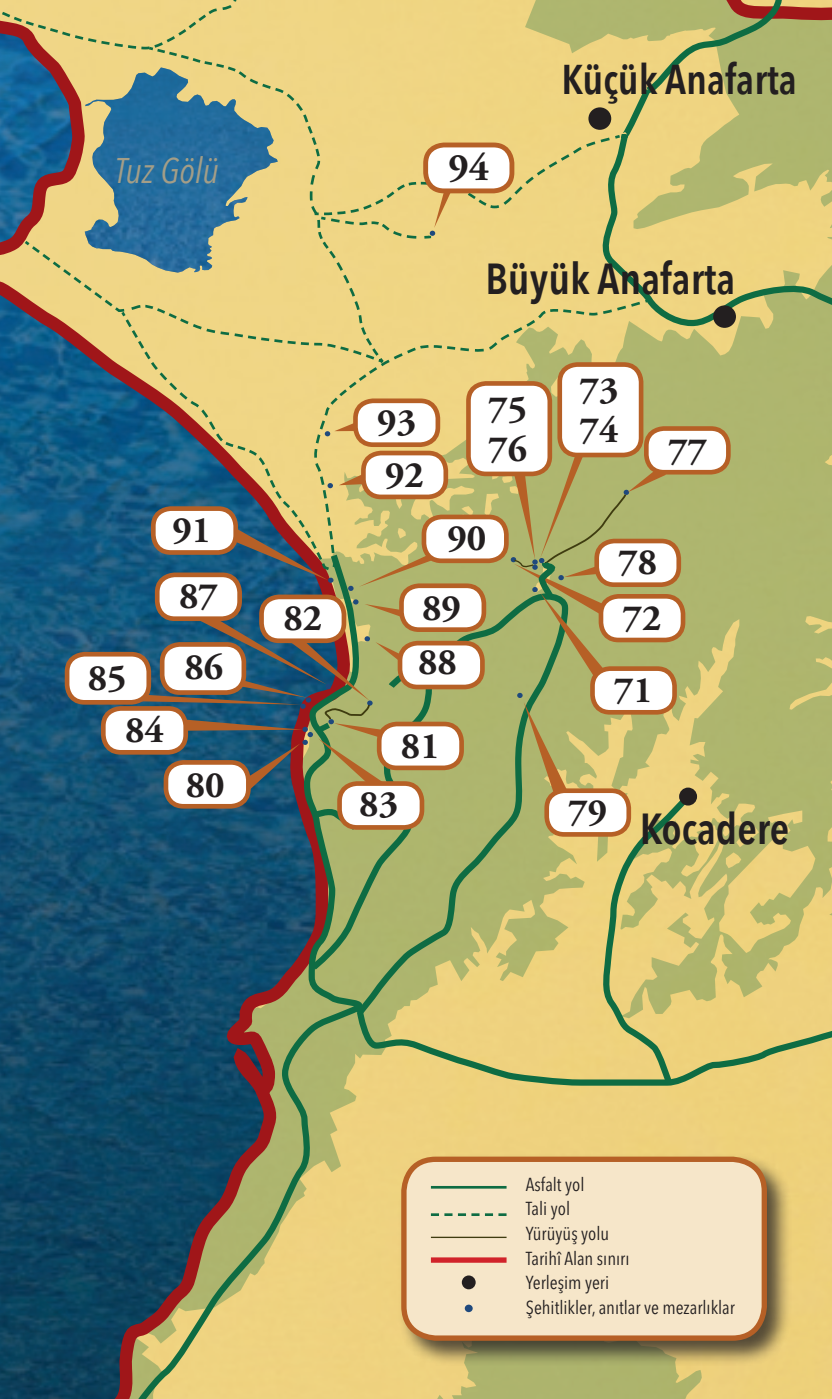 Küçük Anafarta
94
Tuz Gölü
Büyük Anafarta
73
74
75
76
93
77
92
91
90
78
87
82
89
72
86
88
85
71
84
81
80
83
79
Kocadere
Asfalt yol
Tali yol
Yürüyüş yolu
Tarihî Alan sınırı
Yerleşim yeri
Şehitlikler, anıtlar ve mezarlıklar